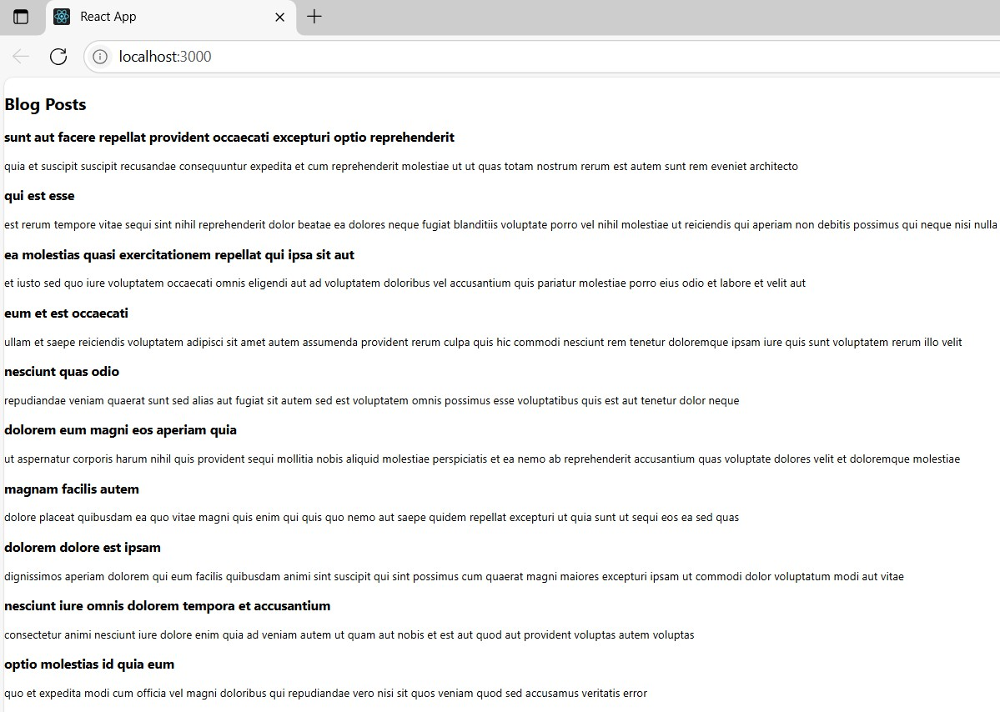 React App
localhost:3000
Blog Posts
sunt aut facere repellat provident occaecati excepturi optio reprehenderit
quia et suscipit suscipit recusandae consequuntur expedita et cum reprehenderit molestiae ut ut quas totam nostrum rerum est autem sunt rem eveniet architecto
qui est esse
est rerum tempore vitae sequi sint nihil reprehenderit dolor beatae ea dolores neque fugiat blanditiis voluptate porro vel nihil molestiae ut reiciendis qui aperiam non debitis possimus qui neque nisi nulla
ea molestias quasi exercitationem repellat qui ipsa sit aut
et iusto sed quo iure voluptatem occaecati omnis eligendi aut ad voluptatem doloribus vel accusantium quis pariatur molestiae porro eius odio et labore et velit aut
eum et est occaecati
ullam et saepe reiciendis voluptatem adipisci sit amet autem assumenda provident rerum culpa quis hic commodi nesciunt rem tenetur doloremque ipsam iure quis sunt voluptatem rerum illo velit
nesciunt quas odio
repudiandae veniam quaerat sunt sed alias aut fugiat sit autem sed est voluptatem omnis possimus esse voluptatibus quis est aut tenetur dolor neque
dolorem eum magni eos aperiam quia
ut aspernatur corporis harum nihil quis provident sequi mollitia nobis aliquid molestiae perspiciatis et ea nemo ab reprehenderit accusantium quas voluptate dolores velit et doloremque molestiae
magnam facilis autem
dolore placeat quibusdam ea quo vitae magni quis enim qui quis quo nemo aut saepe quidem repellat excepturi ut quia sunt ut sequi eos ea sed quas
dolorem dolore est ipsam
dignissimos aperiam dolorem qui eum facilis quibusdam animi sint suscipit qui sint possimus cum quaerat magni maiores excepturi ipsam ut commodi dolor voluptatum modi aut vitae
nesciunt iure omnis dolorem tempora et accusantium
consectetur animi nesciunt iure dolore enim quia ad veniam autem ut quam aut nobis et est aut quod aut provident voluptas autem voluptas
optio molestias id quia eum
quo et expedita modi cum officia vel magni doloribus qui repudiandae vero nisi sit quos veniam quod sed accusamus veritatis error